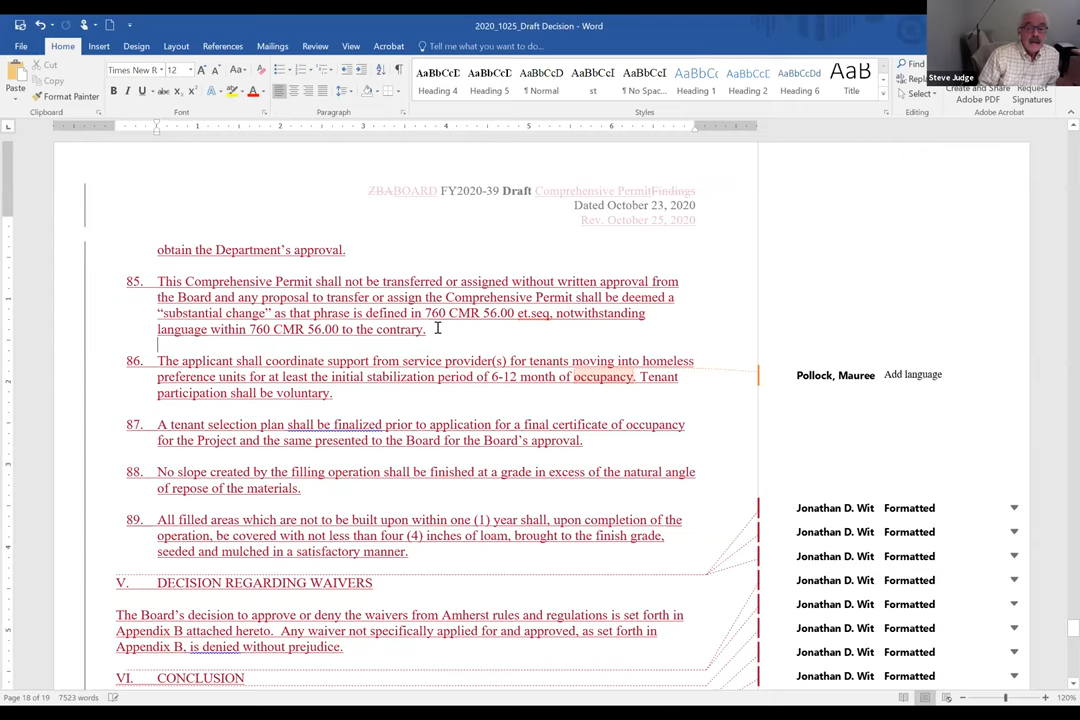 2020_1025_Draft Decision - Word
File Home Insert Design Layout References Mailings Review View Acrobat Tell me what you want to do...
Steve Judge
Paste Cut
Copy
Format Painter
Times New R 12
AaBbCcD AaBbCcD AaBbCcD AaBbCcI AaBbCcD AaBbCcI AaBbCcD AaBbCcDd AaB
Heading 4 Heading 5 ¶ Normal st ¶ No Spac... Heading 1 Heading 2 Heading 6 Title
Find
Replac
Select
Create and Share Request
Adobe PDF Signatures
Clipboard Font Paragraph Styles Editing Adobe Acrobat
ZBABOARD FY2020-39 Draft Comprehensive PermitFindings
Dated October 23, 2020
Rev. October 25, 2020
obtain the Department's approval.
85. This Comprehensive Permit shall not be transferred or assigned without written approval from
the Board and any proposal to transfer or assign the Comprehensive Permit shall be deemed a
“substantial change” as that phrase is defined in 760 CMR 56.00 et.seq, notwithstanding
language within 760 CMR 56.00 to the contrary.
86. The applicant shall coordinate support from service provider(s) for tenants moving into homeless
preference units for at least the initial stabilization period of 6-12 month of occupancy. Tenant
participation shall be voluntary.
Pollock, Mauree Add language
87. A tenant selection plan shall be finalized prior to application for a final certificate of occupancy
for the Project and the same presented to the Board for the Board's approval.
88. No slope created by the filling operation shall be finished at a grade in excess of the natural angle
of repose of the materials.
89. All filled areas which are not to be built upon within one (1) year shall, upon completion of the
operation, be covered with not less than four (4) inches of loam, brought to the finish grade,
seeded and mulched in a satisfactory manner.
V. DECISION REGARDING WAIVERS
The Board's decision to approve or deny the waivers from Amherst rules and regulations is set forth in
Appendix B attached hereto. Any waiver not specifically applied for and approved, as set forth in
Appendix B, is denied without prejudice.
VI. CONCLUSION
Jonathan D. Wit Formatted
Jonathan D. Wit Formatted
Jonathan D. Wit Formatted
Jonathan D. Wit Formatted
Jonathan D. Wit Formatted
Jonathan D. Wit Formatted
Jonathan D. Wit Formatted
Jonathan D. Wit Formatted
Page 18 of 19 7523 words 120%